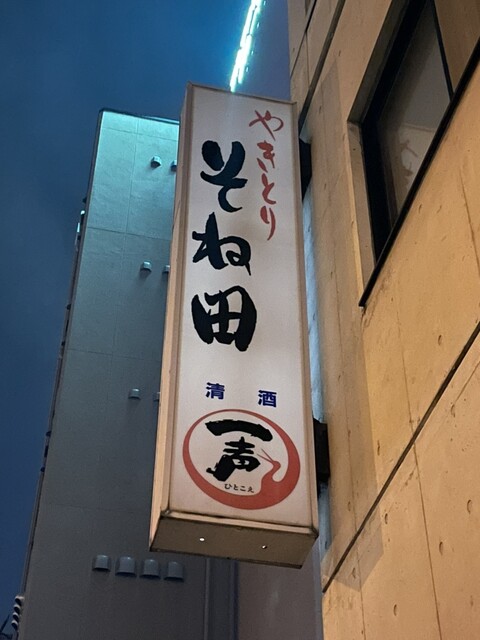 やきとり
そね田
清酒
一声
ひとこえ